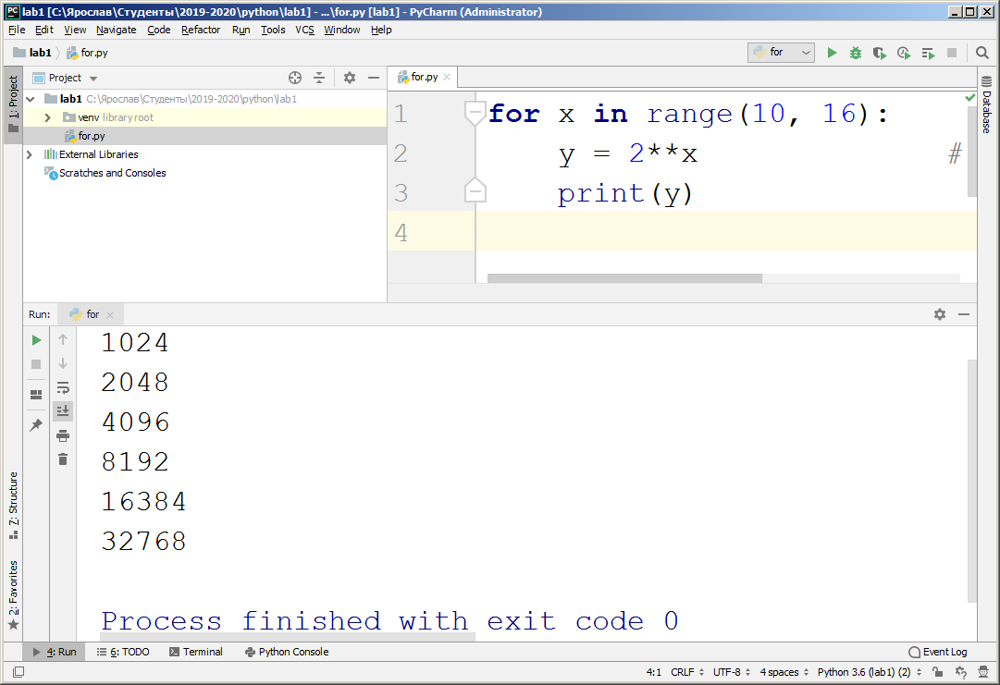 PC lab1 [C:\Ярослав\Студенты\2019-2020\python\lab1] - ...\for.py [lab1] - PyCharm (Administrator)
File Edit View Navigate Code Refactor Run Tools VCS Window Help
lab1 for.py for
1: Project
Project
lab1 C:\Ярослав\Студенты\2019-2020\python\lab1
venv library root
for.py
External Libraries
Scratches and Consoles
for.py
1 for x in range(10, 16):
2 y = 2**x #
3 print(y)
4
Database
Run: for
1024
2048
4096
8192
16384
32768
Process finished with exit code 0
7: Structure
2: Favorites
4: Run 6: TODO Terminal Python Console Event Log
4:1 CRLF UTF-8 4 spaces Python 3.6 (lab1) (2)